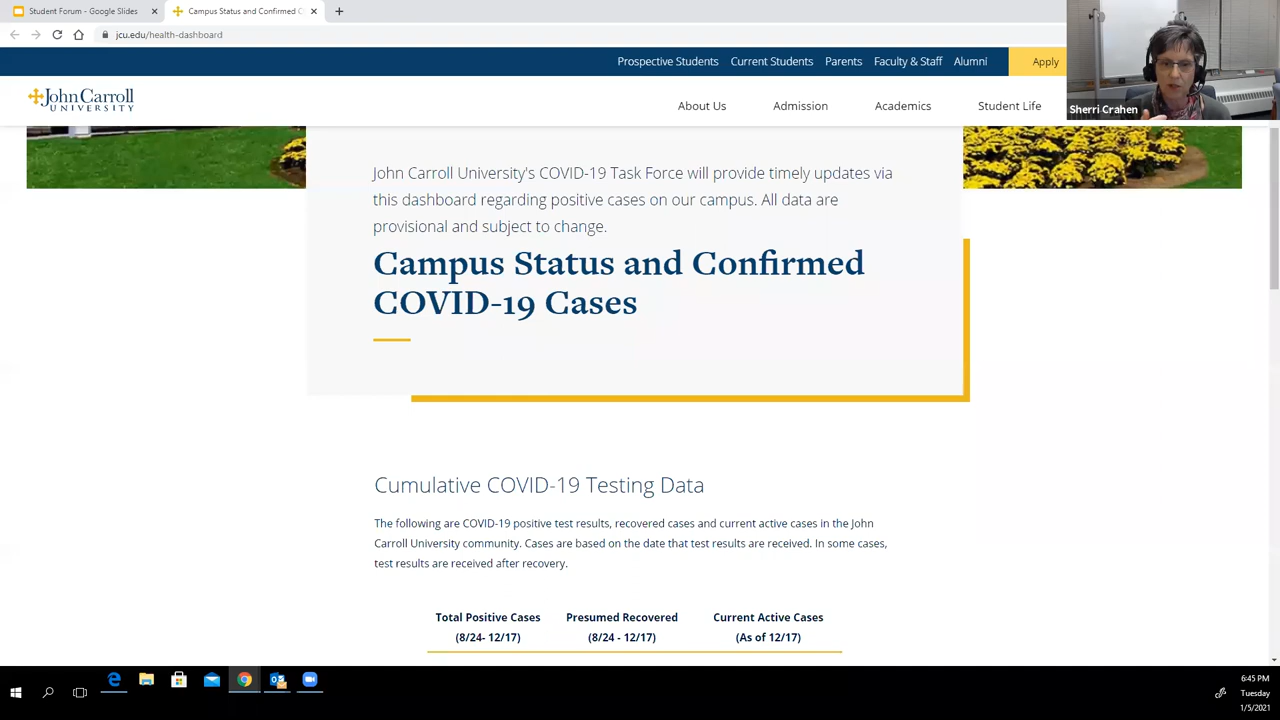 Student Forum - Google Slides
Campus Status and Confirmed C
jcu.edu/health-dashboard
Prospective Students Current Students Parents Faculty & Staff Alumni Apply
John Carroll
UNIVERSITY
About Us Admission Academics Student Life
Sherri Crahen
John Carroll University's COVID-19 Task Force will provide timely updates via
this dashboard regarding positive cases on our campus. All data are
provisional and subject to change.
Campus Status and Confirmed
COVID-19 Cases
Cumulative COVID-19 Testing Data
The following are COVID-19 positive test results, recovered cases and current active cases in the John
Carroll University community. Cases are based on the date that test results are received. In some cases,
test results are received after recovery.
Total Positive Cases Presumed Recovered Current Active Cases
(8/24- 12/17) (8/24 - 12/17) (As of 12/17)
6:45 PM
Tuesday
1/5/2021